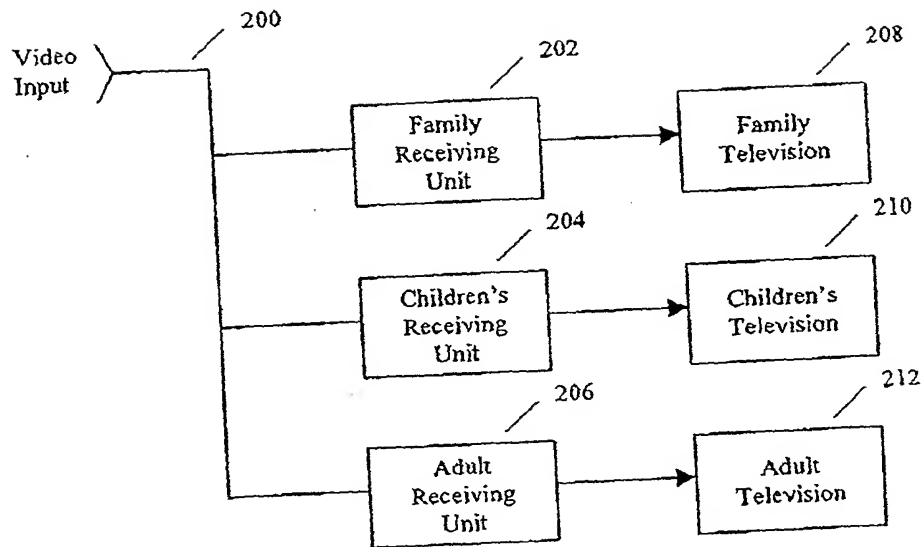 200
Video
Input
202
208
Family
Receiving
Unit
Family
Television
204
210
Children's
Receiving
Unit
Children's
Television
206
212
Adult
Receiving
Unit
Adult
Television